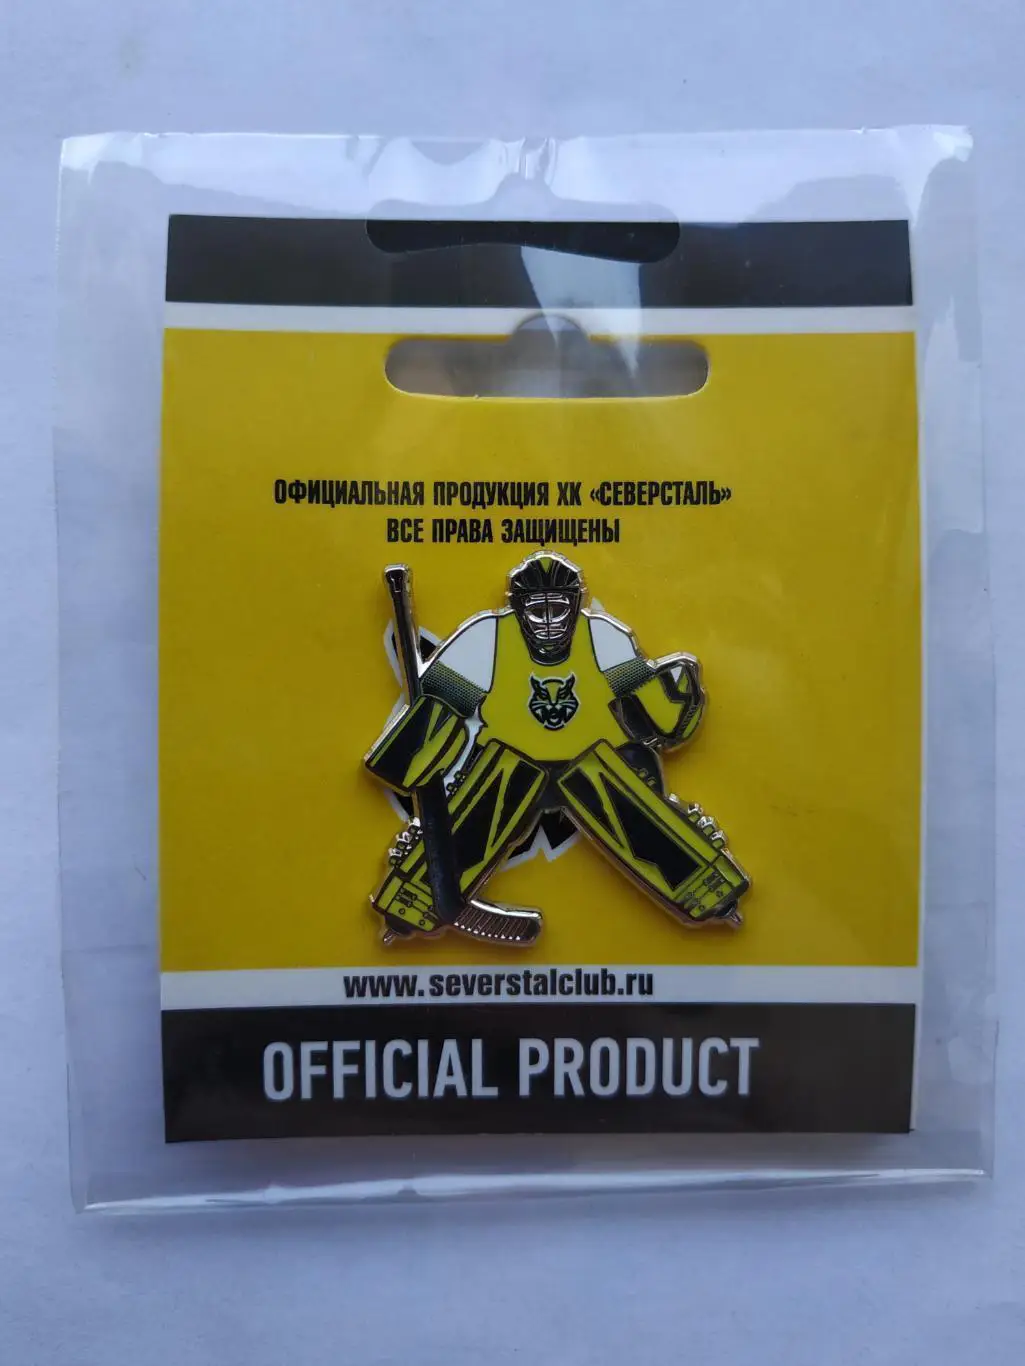 ОФИЦИАЛЬНАЯ ПРОДУКЦИЯ ХК «СЕВЕРСТАЛЬ»
ВСЕ ПРАВА ЗАЩИЩЕНЫ
www.severstalclub.ru
OFFICIAL PRODUCT